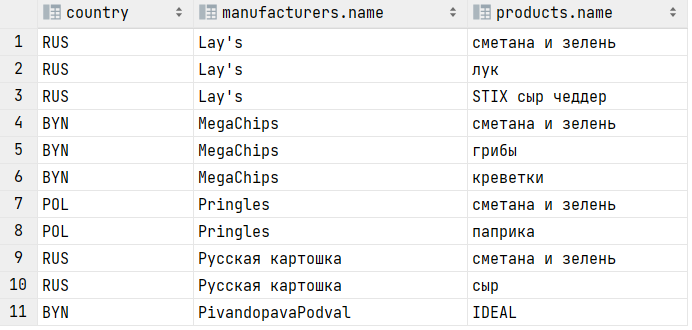 country manufacturers.name products.name
1 RUS Lay's сметана и зелень
2 RUS Lay's лук
3 RUS Lay's STIX сыр чеддер
4 BYN MegaChips сметана и зелень
5 BYN MegaChips грибы
6 BYN MegaChips креветки
7 POL Pringles сметана и зелень
8 POL Pringles паприка
9 RUS Русская картошка сметана и зелень
10 RUS Русская картошка сыр
11 BYN PivandopavaPodval IDEAL